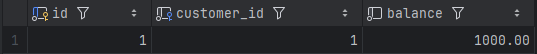 id customer_id balance
1 1 1 1000.00